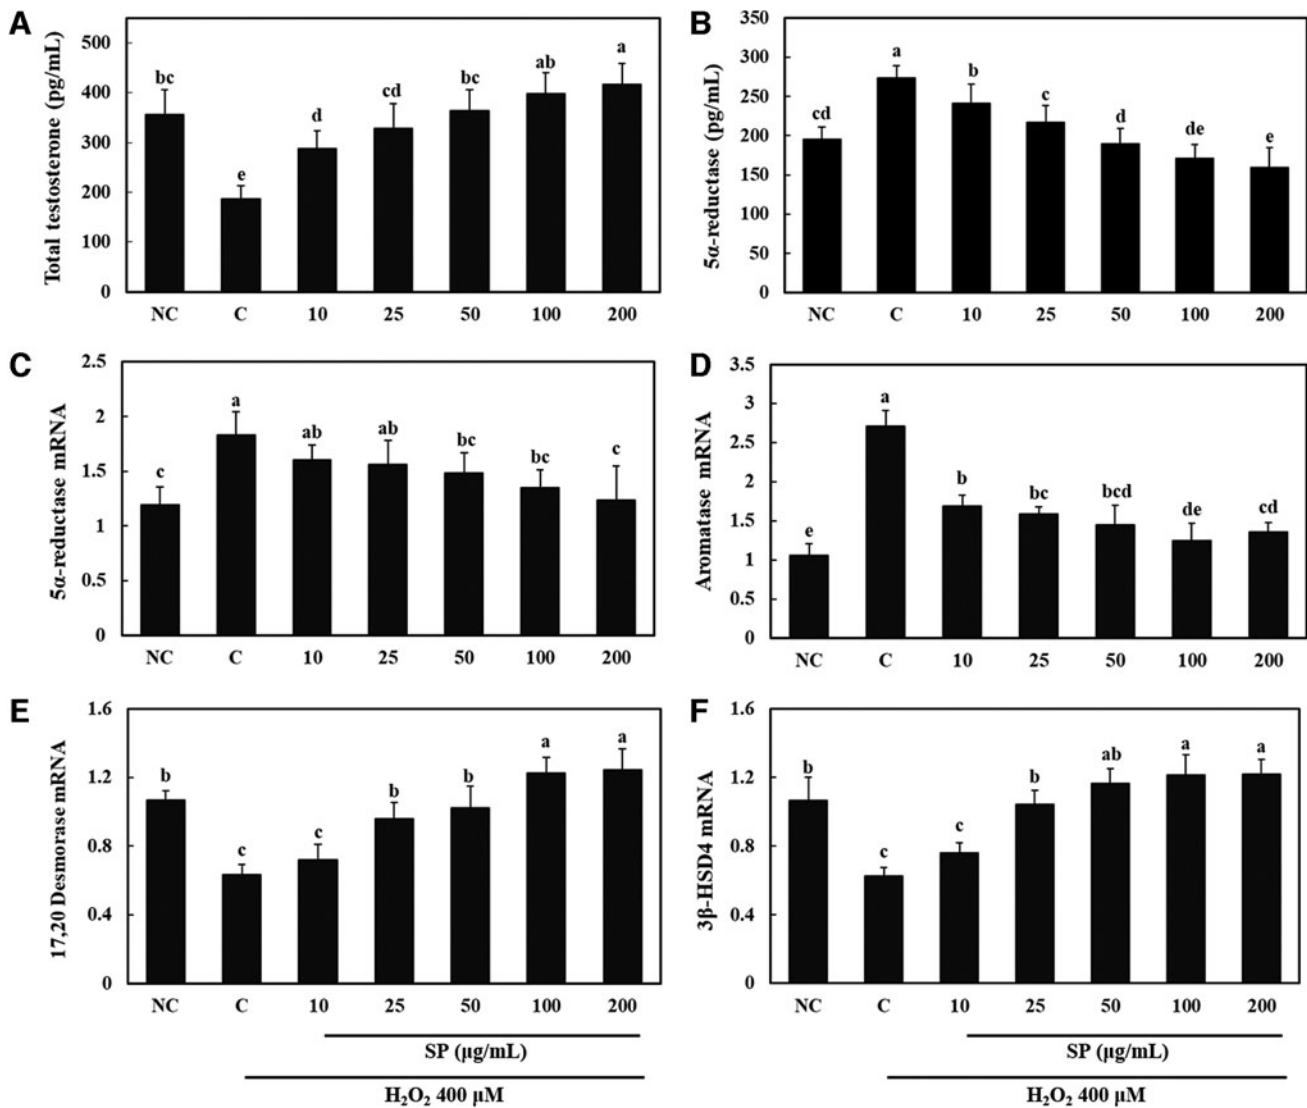 A
Total testosterone (pg/mL)
500
400
300
200
100
0
bc
e
d
cd
bc
ab
a
NC C 10 25 50 100 200
B
5α-reductase (pg/mL)
350
300
250
200
150
100
50
0
cd
a
b
c
d
de
e
NC C 10 25 50 100 200
C
5α-reductase mRNA
2.5
2
1.5
1
0.5
0
c
a
ab
ab
bc
bc
c
NC C 10 25 50 100 200
D
Aromatase mRNA
3.5
3
2.5
2
1.5
1
0.5
0
e
a
b
bc
bcd
de
cd
NC C 10 25 50 100 200
E
17,20 Desmorase mRNA
1.6
1.2
0.8
0.4
0
b
c
c
b
b
a
a
NC C 10 25 50 100 200
SP (μg/mL)
H₂O₂ 400 μM
F
3β-HSD4 mRNA
1.6
1.2
0.8
0.4
0
b
c
c
b
ab
a
a
NC C 10 25 50 100 200
SP (μg/mL)
H₂O₂ 400 μM